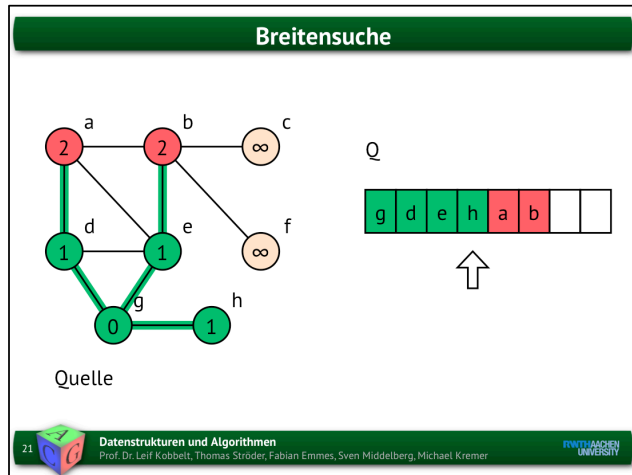 Breitensuche
a b c
2 2 ∞
Q
g d e h a b
d e f
1 1 ∞
g h
0 1
Quelle
21
A C G
Datenstrukturen und Algorithmen
Prof. Dr. Leif Kobbelt, Thomas Ströder, Fabian Emmes, Sven Middelberg, Michael Kremer
RWTHAACHEN
UNIVERSITY